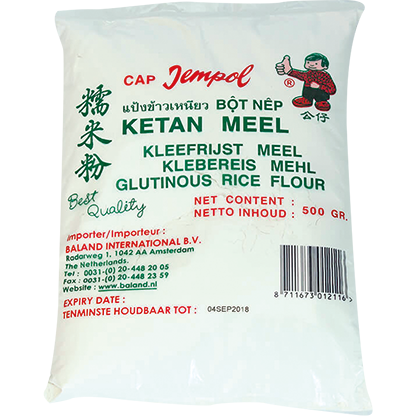 CAP Jempol
®
公仔
แป้งข้าวเหนียว BỘT NÊP
糯米粉
KETAN MEEL
KLEEFRIJST MEEL
KLEBEREIS MEHL
GLUTINOUS RICE FLOUR
Best
Quality
NET CONTENT :
NETTO INHOUD : 500 GR.
Importer/Importeur :
BALAND INTERNATIONAL B.V.
Radarweg 1, 1042 AA Amsterdam
The Netherlands.
Tel : 0031-(0) 20-448 20 05
Fax : 0031-(0) 20-448 23 59
Website : www.baland.nl
8 711673 012116 >
EXPIRY DATE :
TENMINSTE HOUDBAAR TOT : 04SEP2018